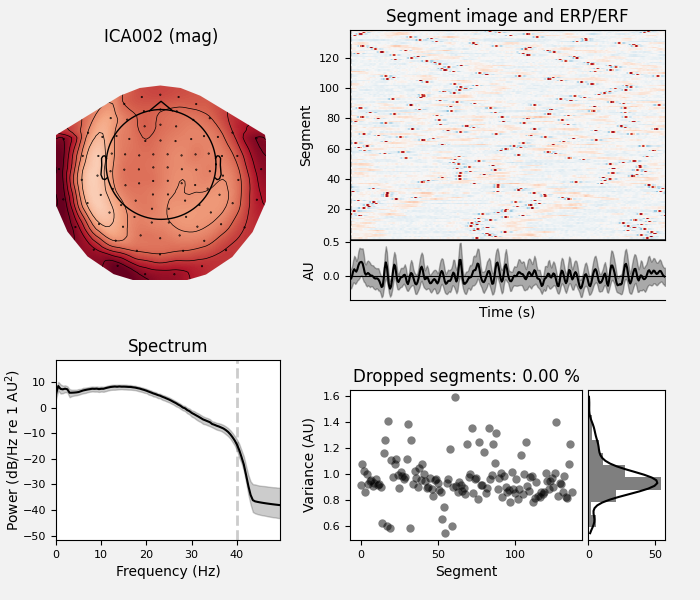 ICA002 (mag)
Segment image and ERP/ERF
Segment
120
100
80
60
40
20
AU
0.5
0.0
Time (s)
Spectrum
Power (dB/Hz re 1 AU²)
10
0
−10
−20
−30
−40
−50
0 10 20 30 40
Frequency (Hz)
Dropped segments: 0.00 %
Variance (AU)
1.6
1.4
1.2
1.0
0.8
0.6
0 50 100
Segment
0 50